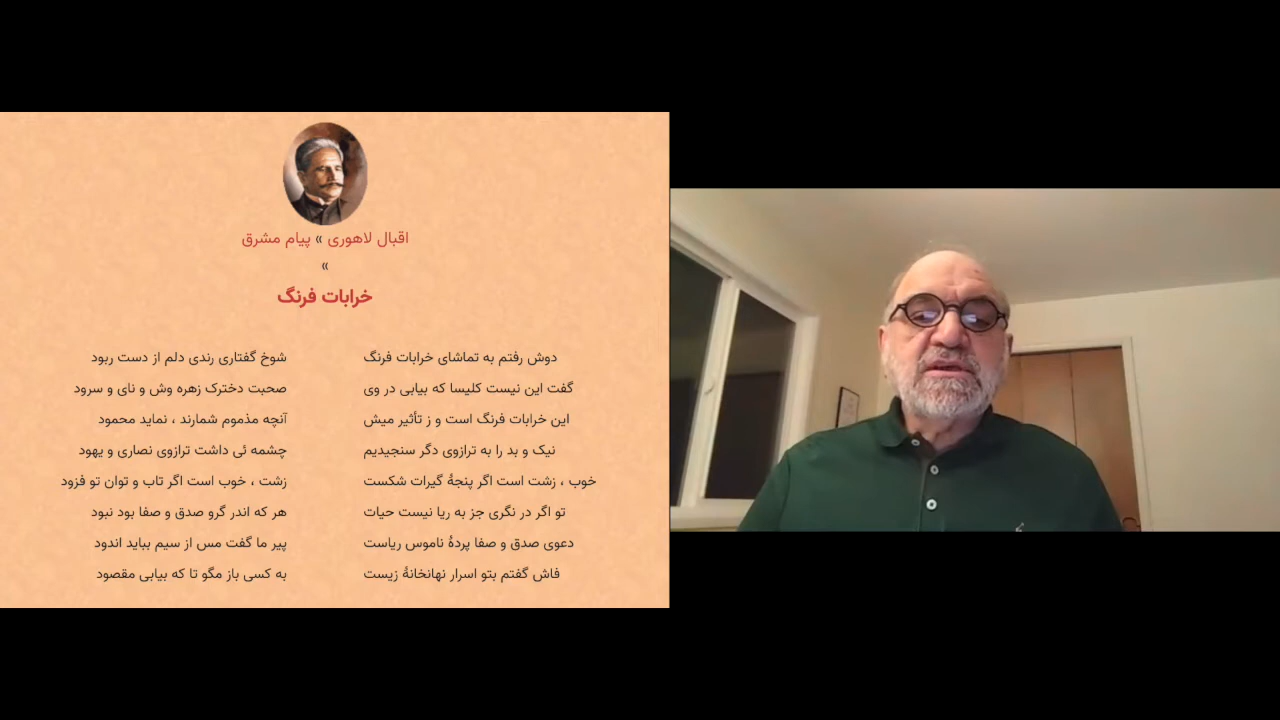 اقبال لاهوری » پیام مشرق
»
خرابات فرنگ
دوش رفتم به تماشای خرابات فرنگ شوخ گفتاری رندی دلم از دست ربود
گفت این نیست کلیسا که بیابی در وی صحبت دخترک زهره وش و نای و سرود
این خرابات فرنگ است و ز تأثیر میش آنچه مذموم شمارند ، نماید محمود
نیک و بد را به ترازوی دگر سنجیدیم چشمه ئی داشت ترازوی نصاری و یهود
خوب ، زشت است اگر پنجهٔ گیرات شکست زشت ، خوب است اگر تاب و توان تو فزود
تو اگر در نگری جز به ریا نیست حیات هر که اندر گرو صدق و صفا بود نبود
دعوی صدق و صفا پردهٔ ناموس ریاست پیر ما گفت مس از سیم بباید اندود
فاش گفتم بتو اسرار نهانخانهٔ زیست به کسی باز مگو تا که بیابی مقصود